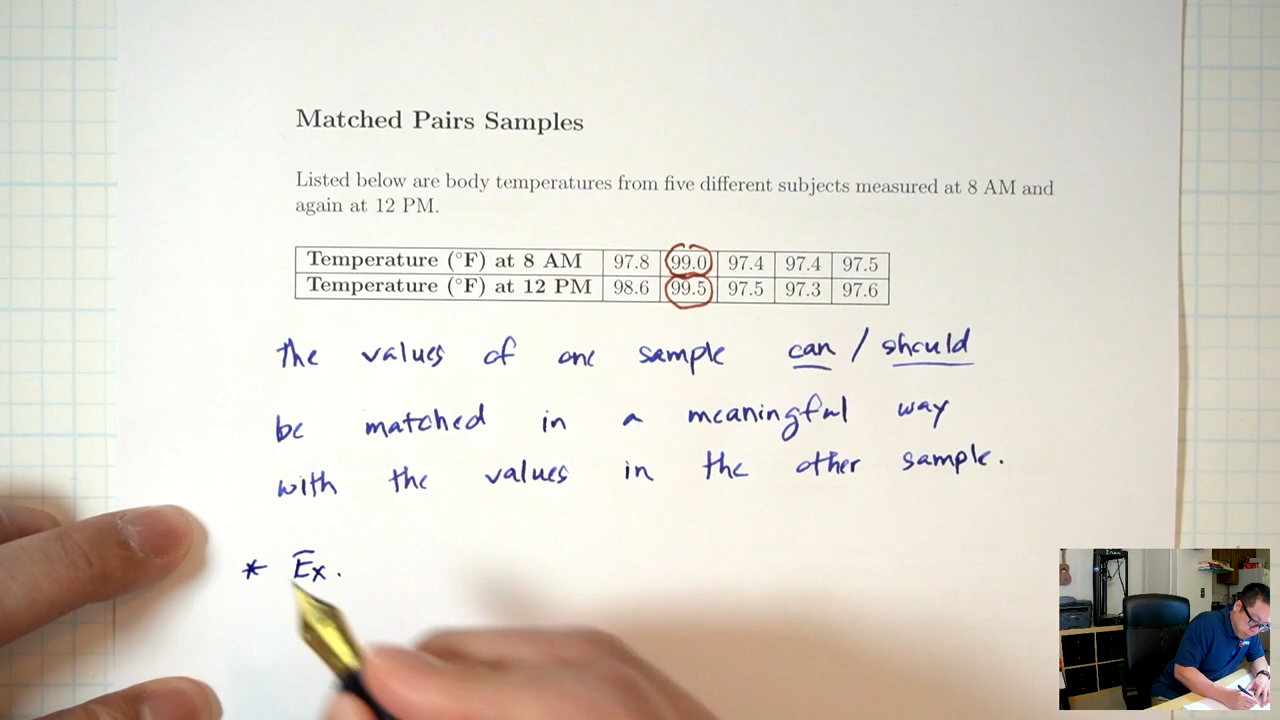 Matched Pairs Samples
Listed below are body temperatures from five different subjects measured at 8 AM and
again at 12 PM.
Temperature (°F) at 8 AM 97.8 99.0 97.4 97.4 97.5
Temperature (°F) at 12 PM 98.6 99.5 97.5 97.3 97.6
the values of one sample can / should
be matched in a meaningful way
with the values in the other sample.
* Ex.